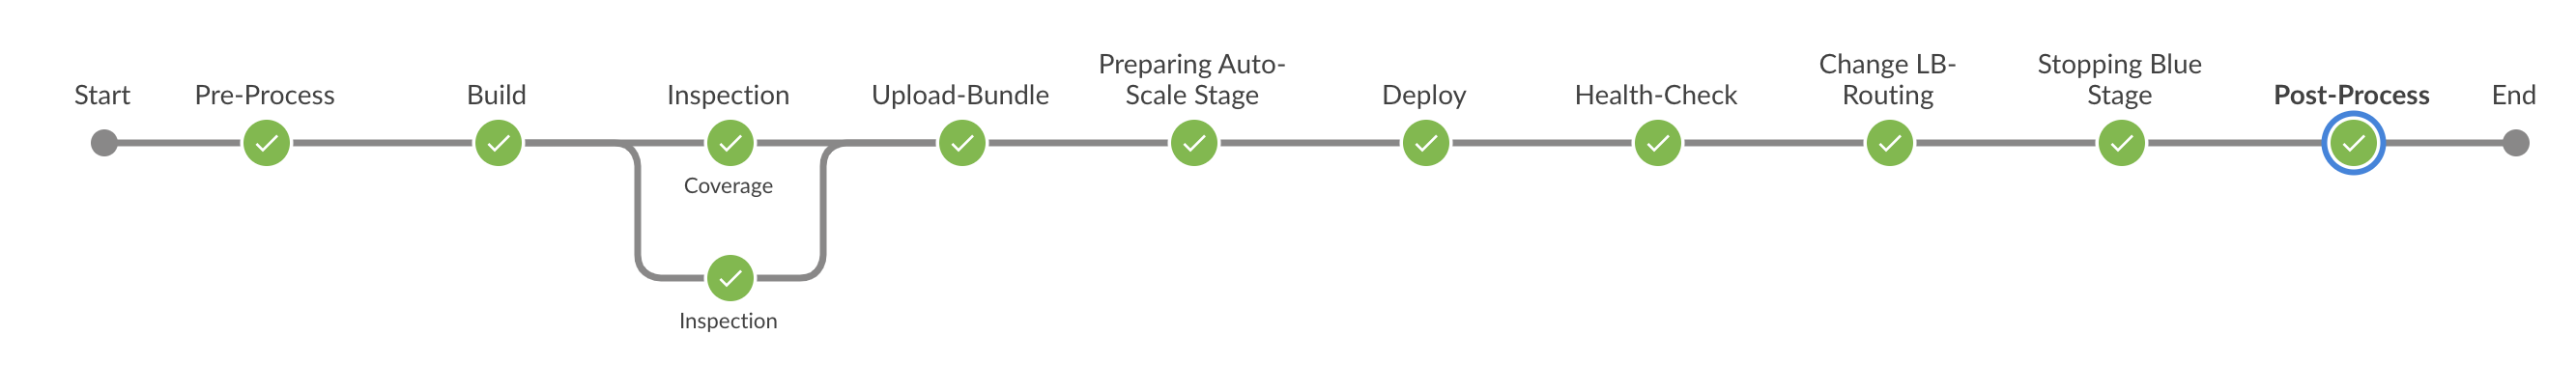 Start
Pre-Process
Build
Inspection
Upload-Bundle
Preparing Auto-
Scale Stage
Deploy
Health-Check
Change LB-
Routing
Stopping Blue
Stage
Post-Process
End
Coverage
Inspection